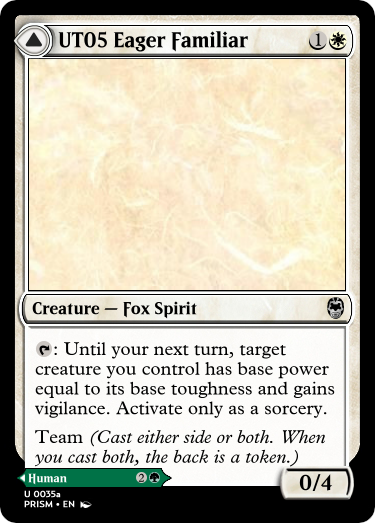 UT05 Eager Familiar 1
Creature — Fox Spirit
: Until your next turn, target
creature you control has base power
equal to its base toughness and gains
vigilance. Activate only as a sorcery.
Team (Cast either side or both. When
you cast both, the back is a token.)
Human 2
0/4
U 0035a
PRISM • EN